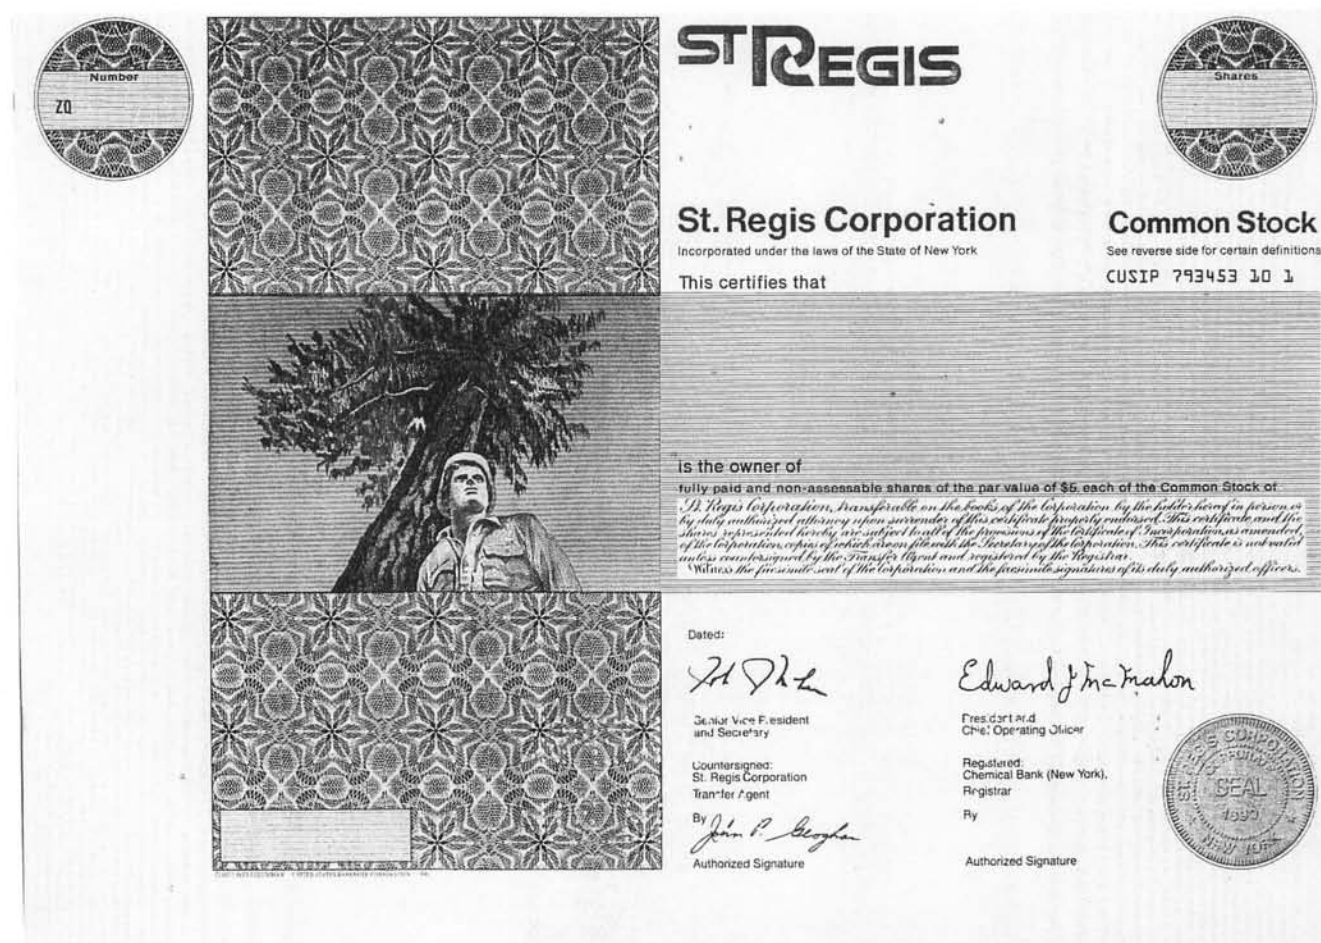 Number
ZQ
ST REGIS
Shares
St. Regis Corporation
Incorporated under the laws of the State of New York
Common Stock
See reverse side for certain definitions
CUSIP 793453 10 1
This certifies that
is the owner of
fully paid and non-assessable shares of the par value of $5 each of the Common Stock of
St. Regis Corporation, transferable on the books of the Corporation by the holder hereof in person or
by duly authorized attorney upon surrender of this certificate properly endorsed. This certificate and the
shares represented hereby are subject to all of the provisions of the Certificate of Incorporation, as amended,
of the Corporation, copies of which are on file with the Secretary of the Corporation. This certificate is not valid
unless countersigned by the Transfer Agent and registered by the Registrar.
Witness the facsimile seal of the Corporation and the facsimile signatures of its duly authorized officers.
Dated:
Senior Vice President
and Secretary
Countersigned:
St. Regis Corporation
Transfer Agent
By John P. Geoghan
Authorized Signature
Edward J McMahon
President and
Chief Operating Officer
Registered:
Chemical Bank (New York),
Registrar
By
Authorized Signature
ST. REGIS CORPORATION
SEAL
NEW YORK